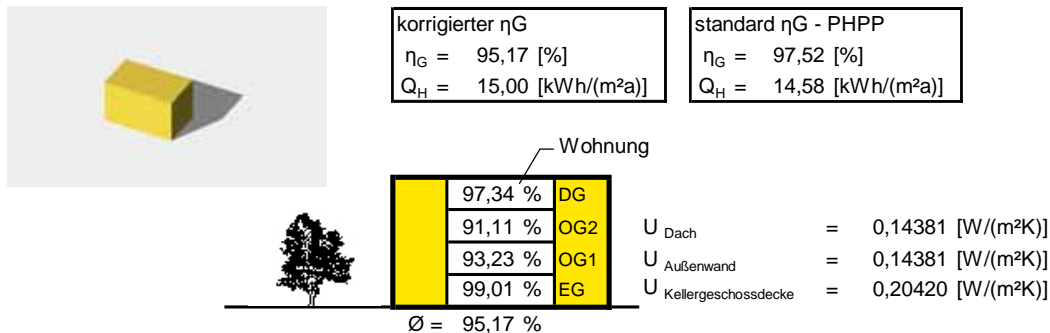 korrigierter ηG
ηG = 95,17 [%]
QH = 15,00 [kWh/(m²a)]
standard ηG - PHPP
ηG = 97,52 [%]
QH = 14,58 [kWh/(m²a)]
Wohnung
97,34 % DG
91,11 % OG2
93,23 % OG1
99,01 % EG
Ø = 95,17 %
U Dach = 0,14381 [W/(m²K)]
U Außenwand = 0,14381 [W/(m²K)]
U Kellergeschossdecke = 0,20420 [W/(m²K)]